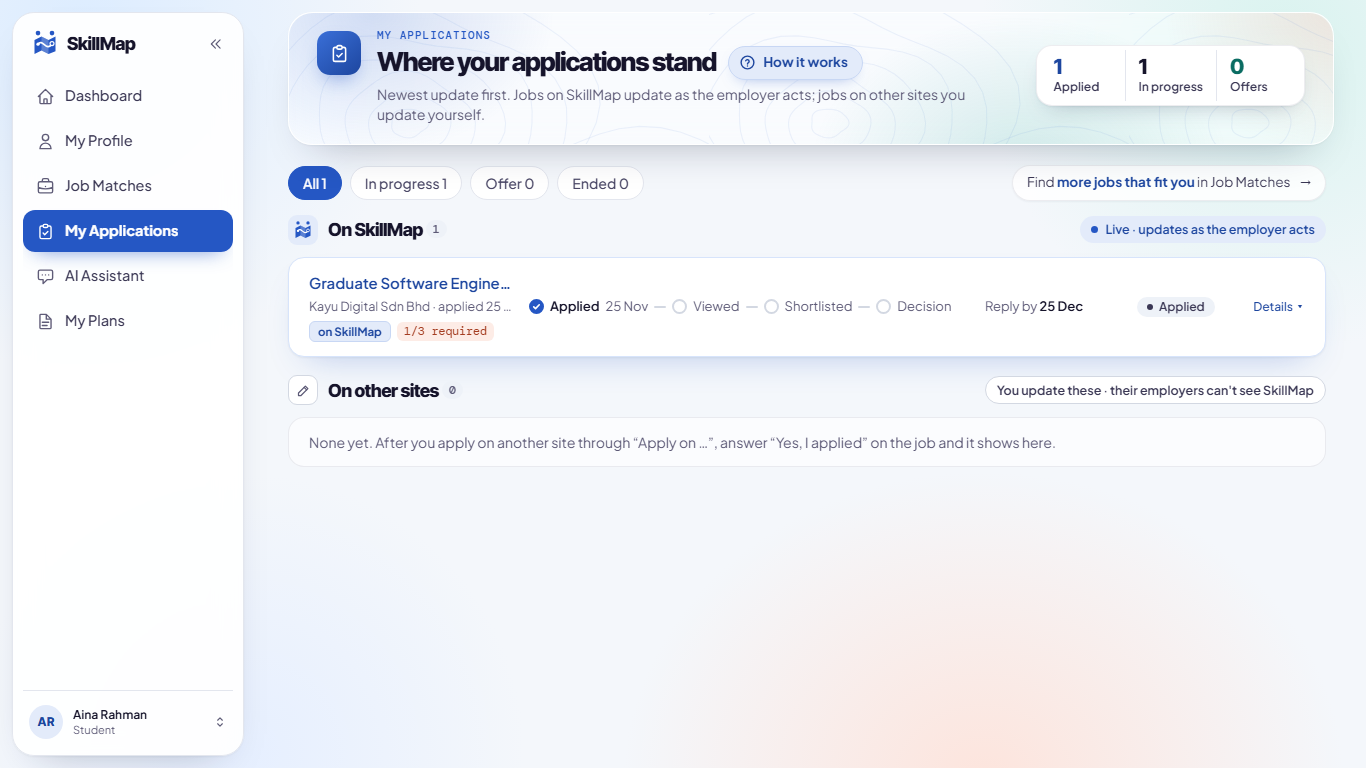 SkillMap
Dashboard
My Profile
Job Matches
My Applications
AI Assistant
My Plans
AR
Aina Rahman
Student
MY APPLICATIONS
Where your applications stand
How it works
Newest update first. Jobs on SkillMap update as the employer acts; jobs on other sites you
update yourself.
1
Applied
1
In progress
0
Offers
All 1
In progress 1
Offer 0
Ended 0
Find more jobs that fit you in Job Matches →
On SkillMap 1
Live · updates as the employer acts
Graduate Software Engine…
Kayu Digital Sdn Bhd · applied 25 …
on SkillMap
1/3 required
Applied 25 Nov
Viewed
Shortlisted
Decision
Reply by 25 Dec
Applied
Details
On other sites 0
You update these · their employers can't see SkillMap
None yet. After you apply on another site through “Apply on …”, answer “Yes, I applied” on the job and it shows here.